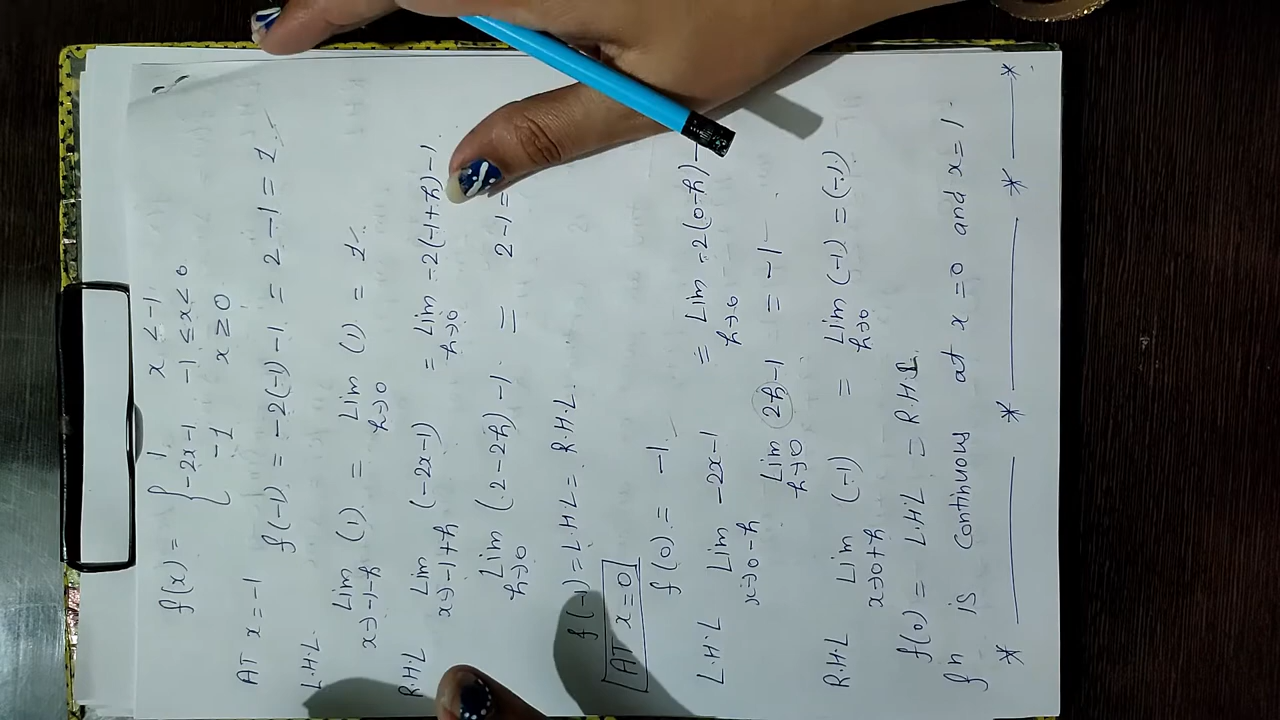 f(x) = { 1 x < -1
-2x-1 -1 ≤ x < 0
-1 x ≥ 0
AT x = -1 f(-1) = -2(-1) -1 = 2 -1 = 1
L.H.L.
Lim x→-1-h (1) = Lim h→0 (1) = 1.
R.H.L Lim x→-1+h (-2x-1) = Lim h→0 -2(-1+h) -1
Lim h→0 (2-2h) -1 = 2-1 =
f(-1) = L.H.L = R.H.L.
AT x=0 f(0) = -1
L.H.L Lim x→0-h -2x-1 = Lim h→0 -2(0-h) -
Lim h→0 2h-1 = -1
R.H.L Lim x→0+h (-1) = Lim h→0 (-1) = (-1)
f(0) = L.H.L = R.H.L
fn is continuous at x=0 and x=1
* * * *